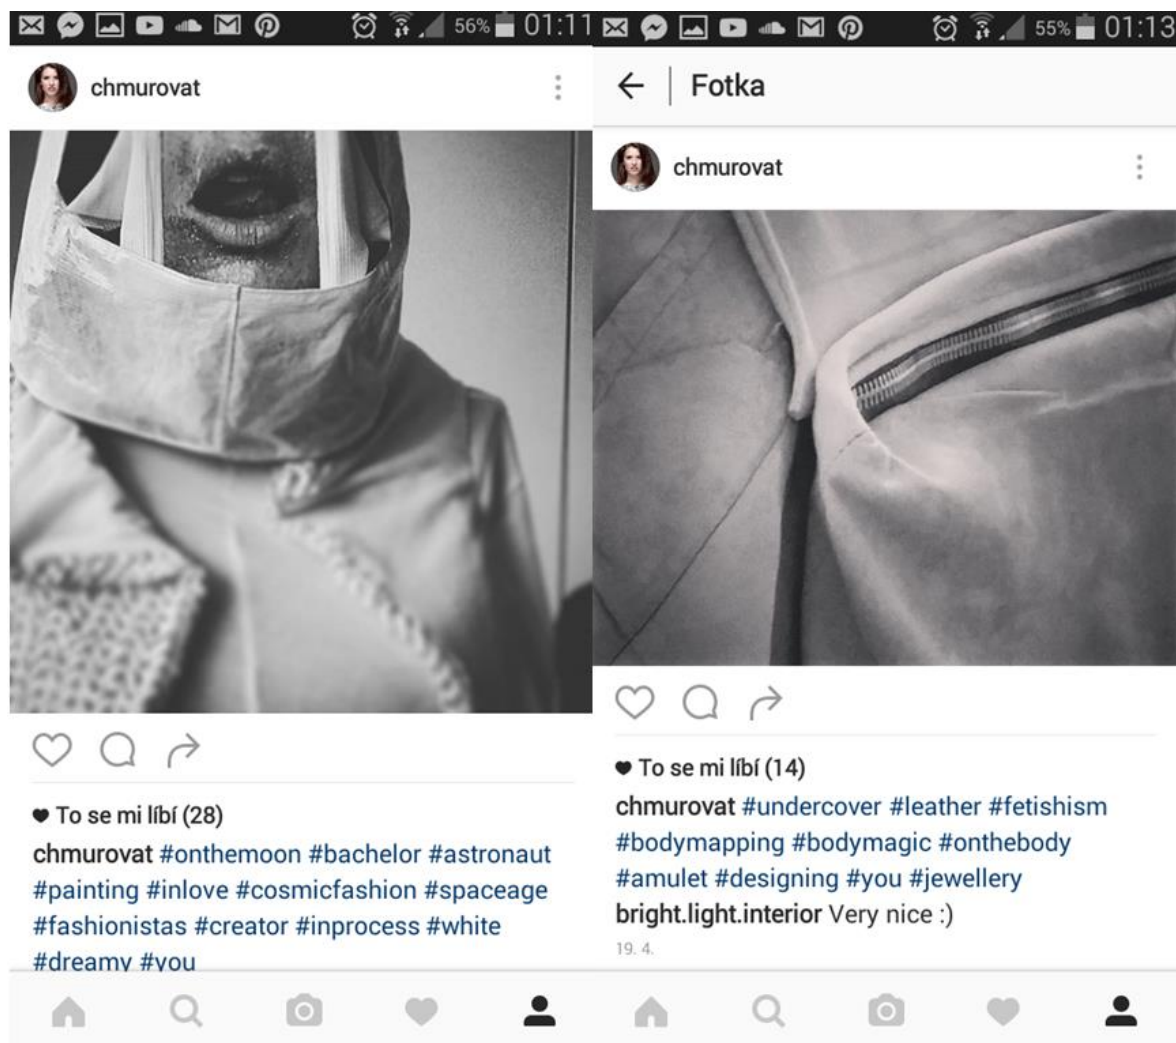 56% 01:11
chmurovat
To se mi líbí (28)
chmurovat #onthemoon #bachelor #astronaut
#painting #inlove #cosmicfashion #spaceage
#fashionistas #creator #inprocess #white
#dreamy #you
55% 01:13
Fotka
chmurovat
To se mi líbí (14)
chmurovat #undercover #leather #fetishism
#bodymapping #bodymagic #onthebody
#amulet #designing #you #jewellery
bright.light.interior Very nice :)
19. 4.